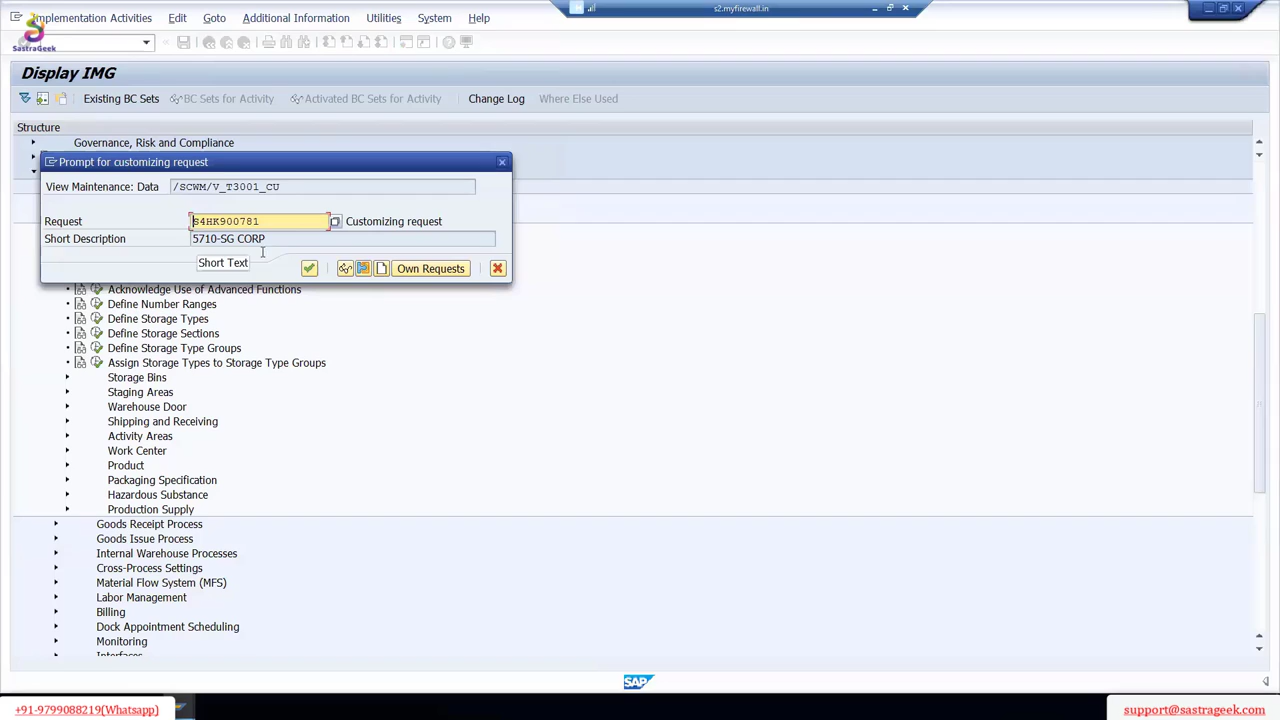 Implementation Activities Edit Goto Additional Information Utilities System Help
s2.myfirewall.in
SastraGeek
Display IMG
Existing BC Sets BC Sets for Activity Activated BC Sets for Activity Change Log Where Else Used
Structure
Governance, Risk and Compliance
Prompt for customizing request
View Maintenance: Data /SCWM/V_T3001_CU
Request S4HK900781 Customizing request
Short Description 5710-SG CORP
Short Text
Own Requests
Acknowledge Use of Advanced Functions
Define Number Ranges
Define Storage Types
Define Storage Sections
Define Storage Type Groups
Assign Storage Types to Storage Type Groups
Storage Bins
Staging Areas
Warehouse Door
Shipping and Receiving
Activity Areas
Work Center
Product
Packaging Specification
Hazardous Substance
Production Supply
Goods Receipt Process
Goods Issue Process
Internal Warehouse Processes
Cross-Process Settings
Material Flow System (MFS)
Labor Management
Billing
Dock Appointment Scheduling
Monitoring
Interfaces
SAP
+91-9799088219(Whatsapp)
support@sastrageek.com